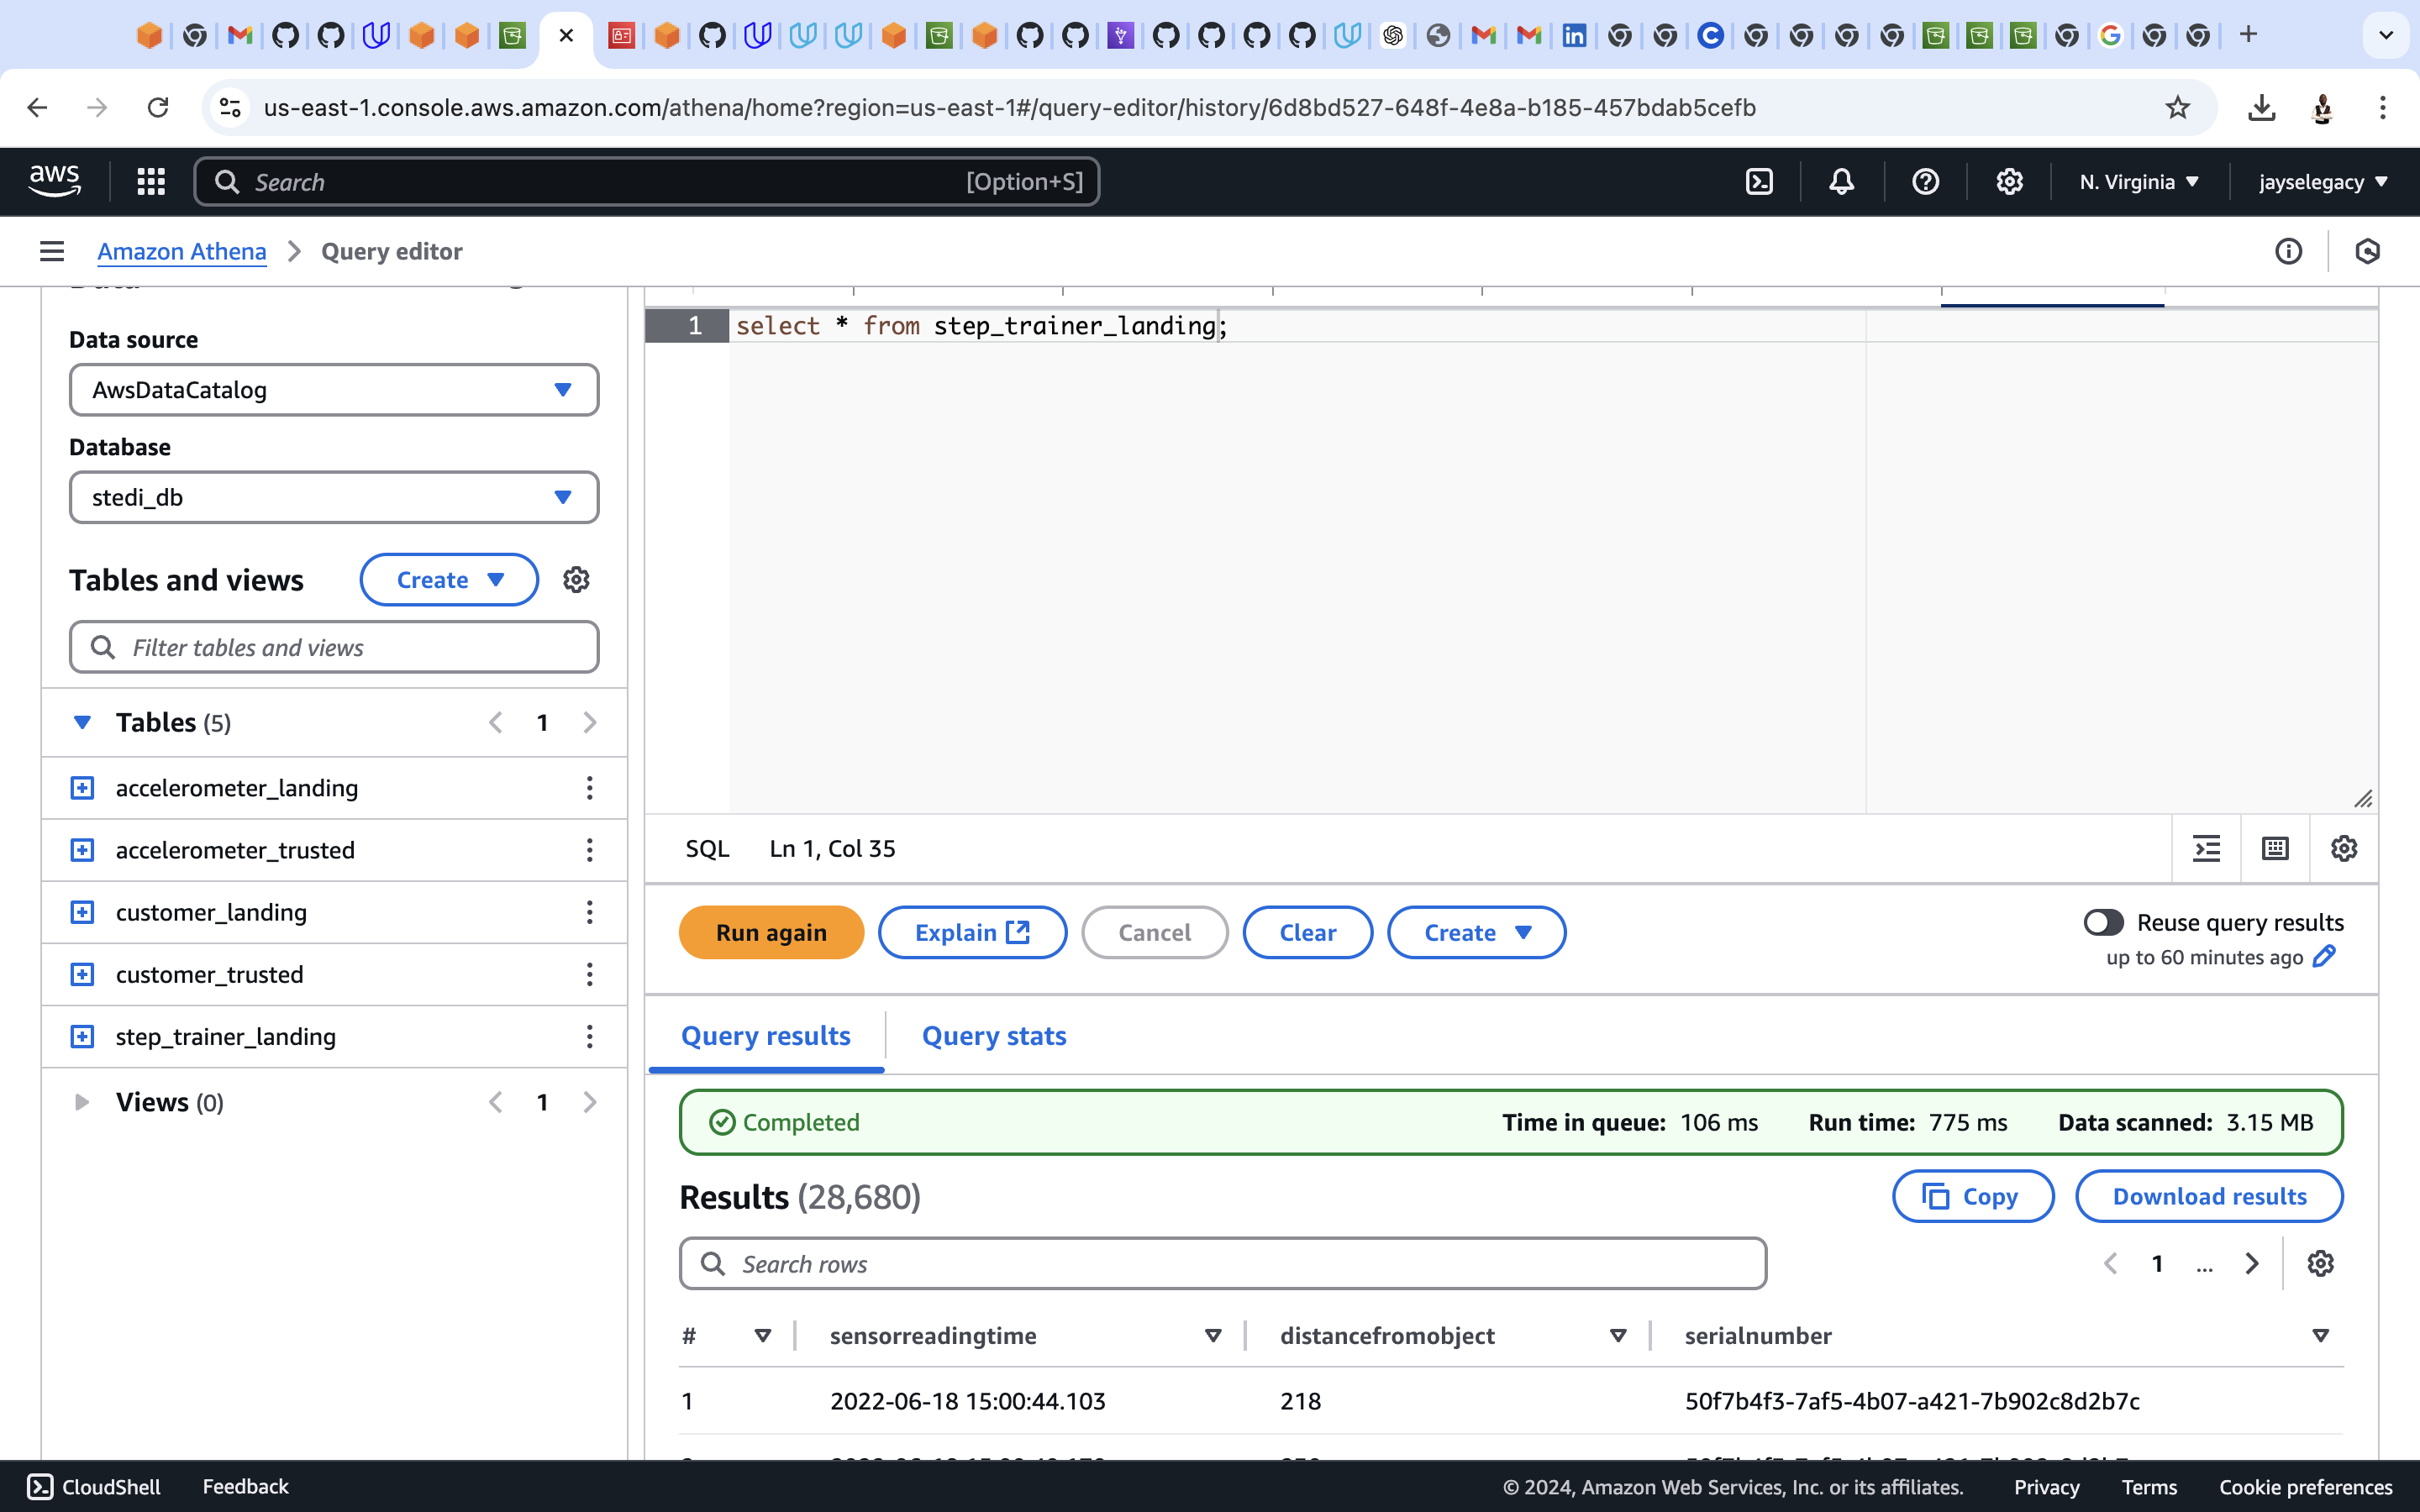 us-east-1.console.aws.amazon.com/athena/home?region=us-east-1#/query-editor/history/6d8bd527-648f-4e8a-b185-457bdab5cefb
aws
Search
[Option+S]
N. Virginia
jayselegacy
Amazon Athena
Query editor
Data source
AwsDataCatalog
Database
stedi_db
Tables and views
Create
Filter tables and views
Tables (5)
1
accelerometer_landing
accelerometer_trusted
customer_landing
customer_trusted
step_trainer_landing
Views (0)
1
1 select * from step_trainer_landing;
SQL Ln 1, Col 35
Run again
Explain
Cancel
Clear
Create
Reuse query results
up to 60 minutes ago
Query results
Query stats
Completed
Time in queue: 106 ms
Run time: 775 ms
Data scanned: 3.15 MB
Results (28,680)
Copy
Download results
Search rows
1 ...
# sensorreadingtime distancefromobject serialnumber
1 2022-06-18 15:00:44.103 218 50f7b4f3-7af5-4b07-a421-7b902c8d2b7c
CloudShell
Feedback
© 2024, Amazon Web Services, Inc. or its affiliates.
Privacy
Terms
Cookie preferences